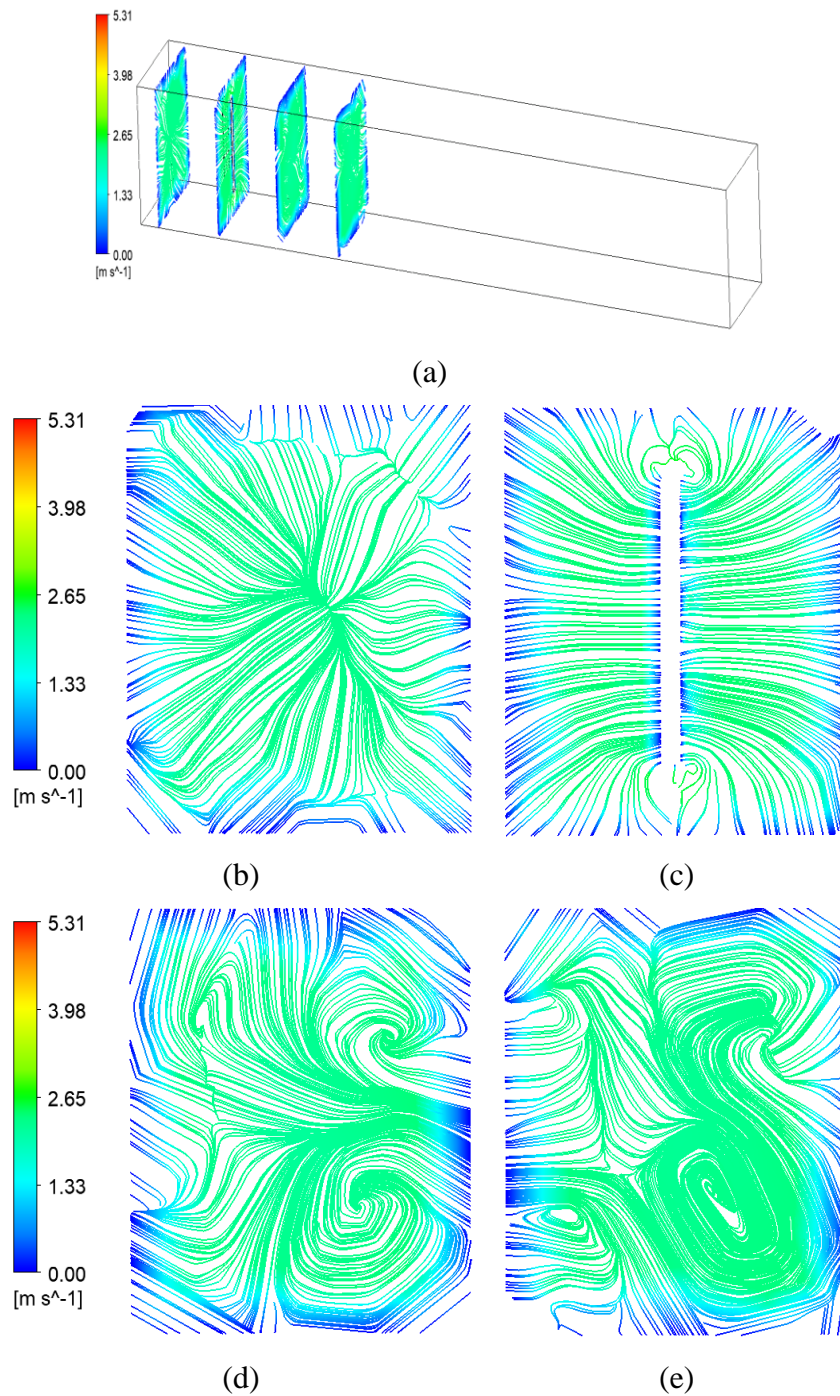 5.31
3.98
2.65
1.33
0.00
[m s^-1]
(a)
5.31
3.98
2.65
1.33
0.00
[m s^-1]
(b)
(c)
5.31
3.98
2.65
1.33
0.00
[m s^-1]
(d)
(e)